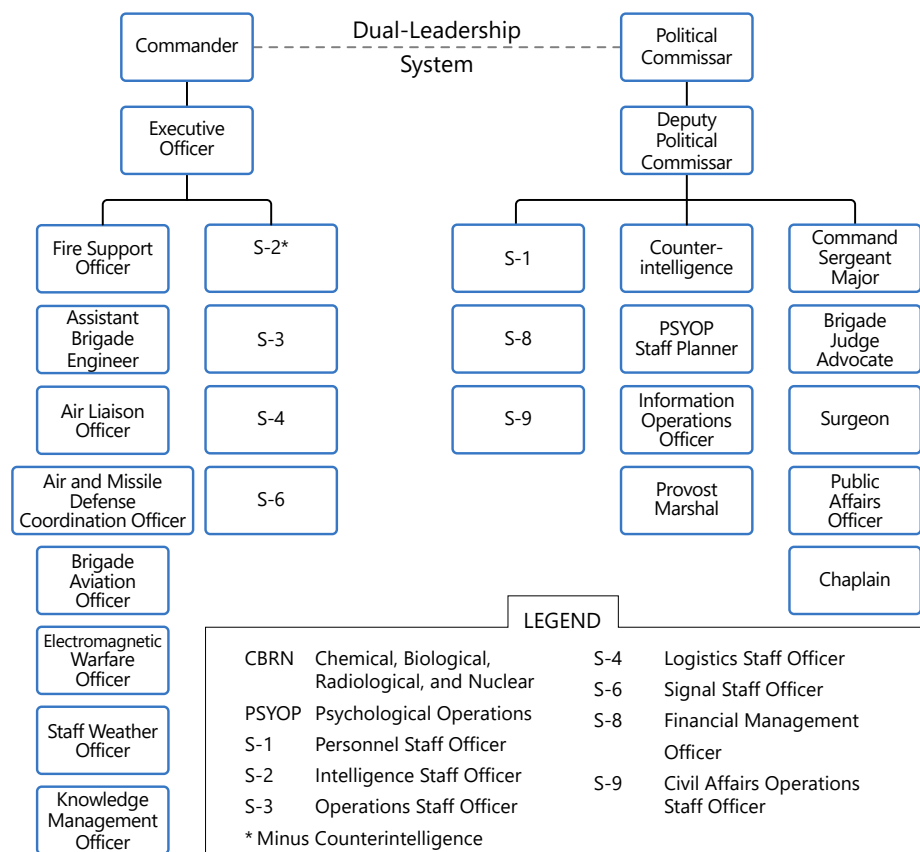 Commander
Dual-Leadership
System
Political
Commissar
Executive
Officer
Deputy
Political
Commissar
Fire Support
Officer
Assistant
Brigade
Engineer
Air Liaison
Officer
Air and Missile
Defense
Coordination Officer
Brigade
Aviation
Officer
Electromagnetic
Warfare
Officer
Staff Weather
Officer
Knowledge
Management
Officer
S-2*
S-3
S-4
S-6
S-1
S-8
S-9
Counter-
intelligence
PSYOP
Staff Planner
Information
Operations
Officer
Provost
Marshal
Command
Sergeant
Major
Brigade
Judge
Advocate
Surgeon
Public
Affairs
Officer
Chaplain
LEGEND
CBRN Chemical, Biological,
Radiological, and Nuclear
PSYOP Psychological Operations
S-1 Personnel Staff Officer
S-2 Intelligence Staff Officer
S-3 Operations Staff Officer
* Minus Counterintelligence
S-4 Logistics Staff Officer
S-6 Signal Staff Officer
S-8 Financial Management
Officer
S-9 Civil Affairs Operations
Staff Officer